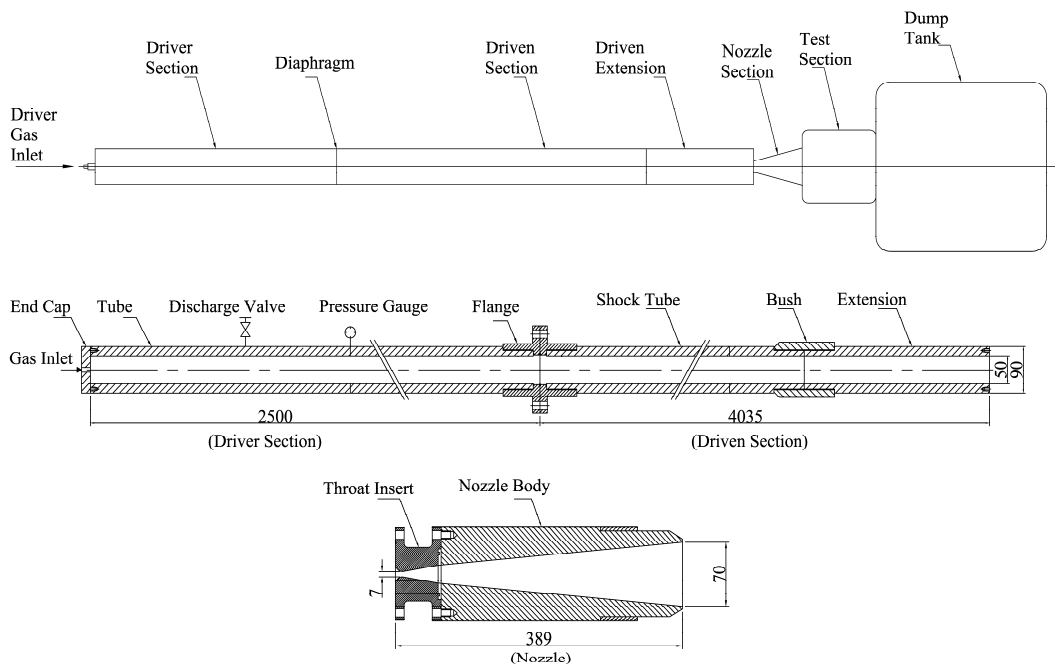 Driver
Section
Diaphragm
Driven
Section
Driven
Extension
Nozzle
Section
Test
Section
Dump
Tank
Driver
Gas
Inlet
End Cap
Tube
Discharge Valve
Pressure Gauge
Flange
Shock Tube
Bush
Extension
Gas Inlet
50
90
2500
(Driver Section)
4035
(Driven Section)
Throat Insert
Nozzle Body
7
70
389
(Nozzle)